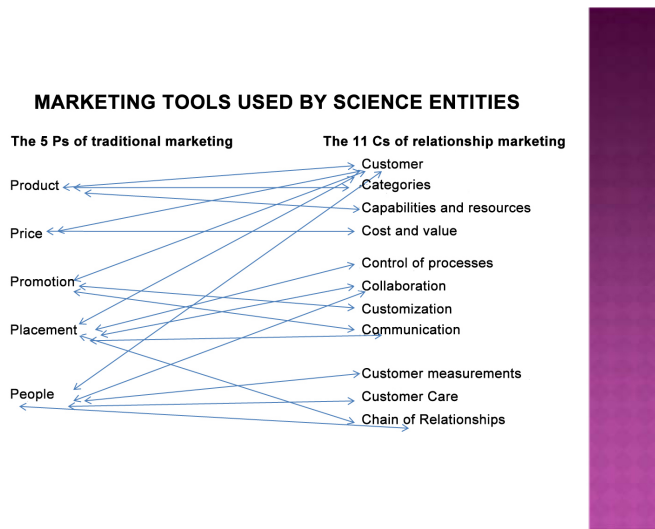 MARKETING TOOLS USED BY SCIENCE ENTITIES
The 5 Ps of traditional marketing
Product
Price
Promotion
Placement
People
The 11 Cs of relationship marketing
Customer
Categories
Capabilities and resources
Cost and value
Control of processes
Collaboration
Customization
Communication
Customer measurements
Customer Care
Chain of Relationships